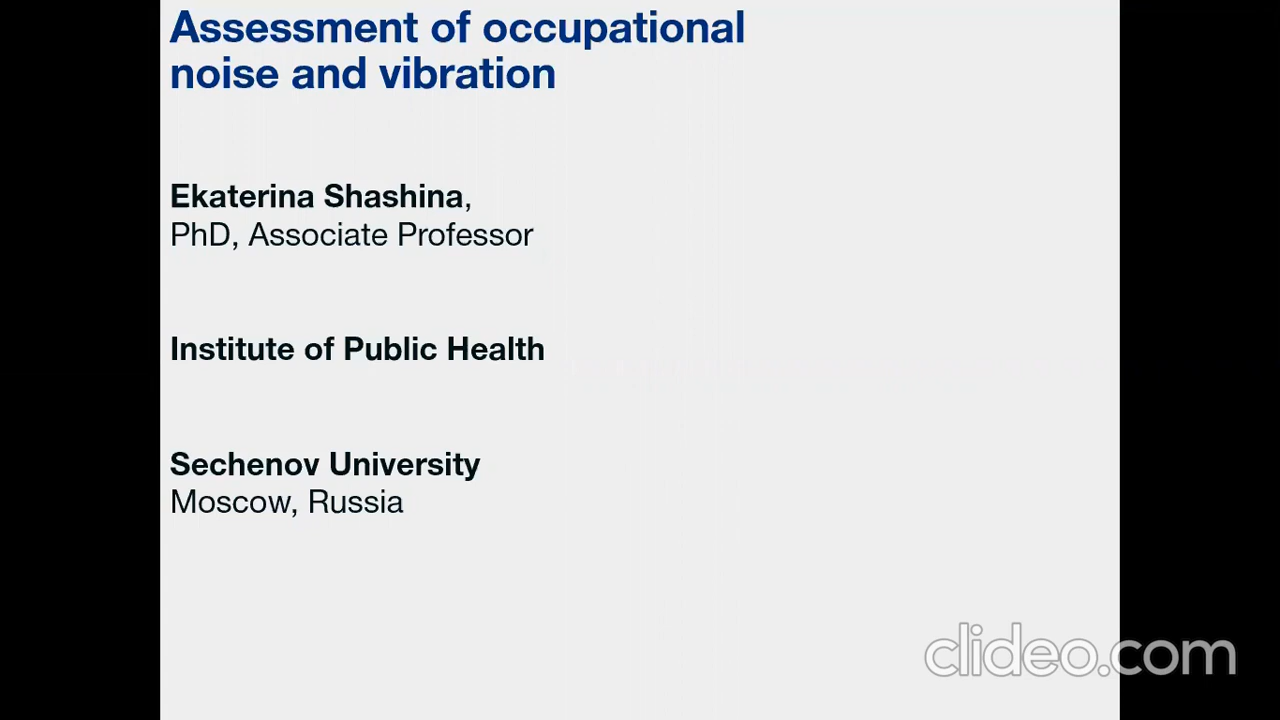 Assessment of occupational
noise and vibration
Ekaterina Shashina,
PhD, Associate Professor
Institute of Public Health
Sechenov University
Moscow, Russia
clideo.com